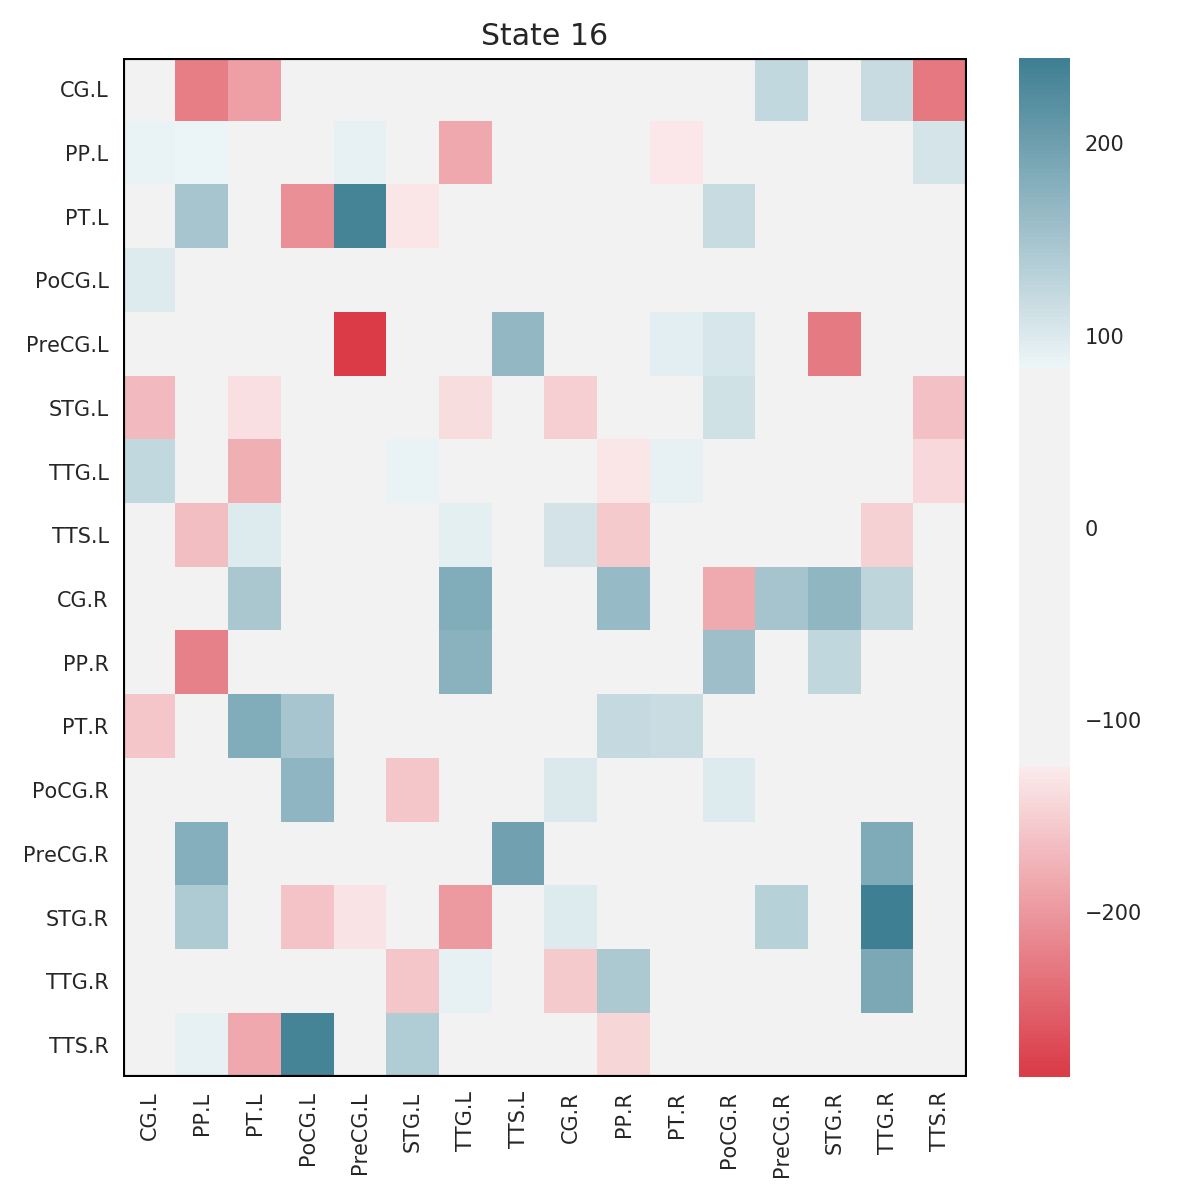 State 16
CG.L
PP.L
PT.L
PoCG.L
PreCG.L
STG.L
TTG.L
TTS.L
CG.R
PP.R
PT.R
PoCG.R
PreCG.R
STG.R
TTG.R
TTS.R
CG.L
PP.L
PT.L
PoCG.L
PreCG.L
STG.L
TTG.L
TTS.L
CG.R
PP.R
PT.R
PoCG.R
PreCG.R
STG.R
TTG.R
TTS.R
200
100
0
−100
−200